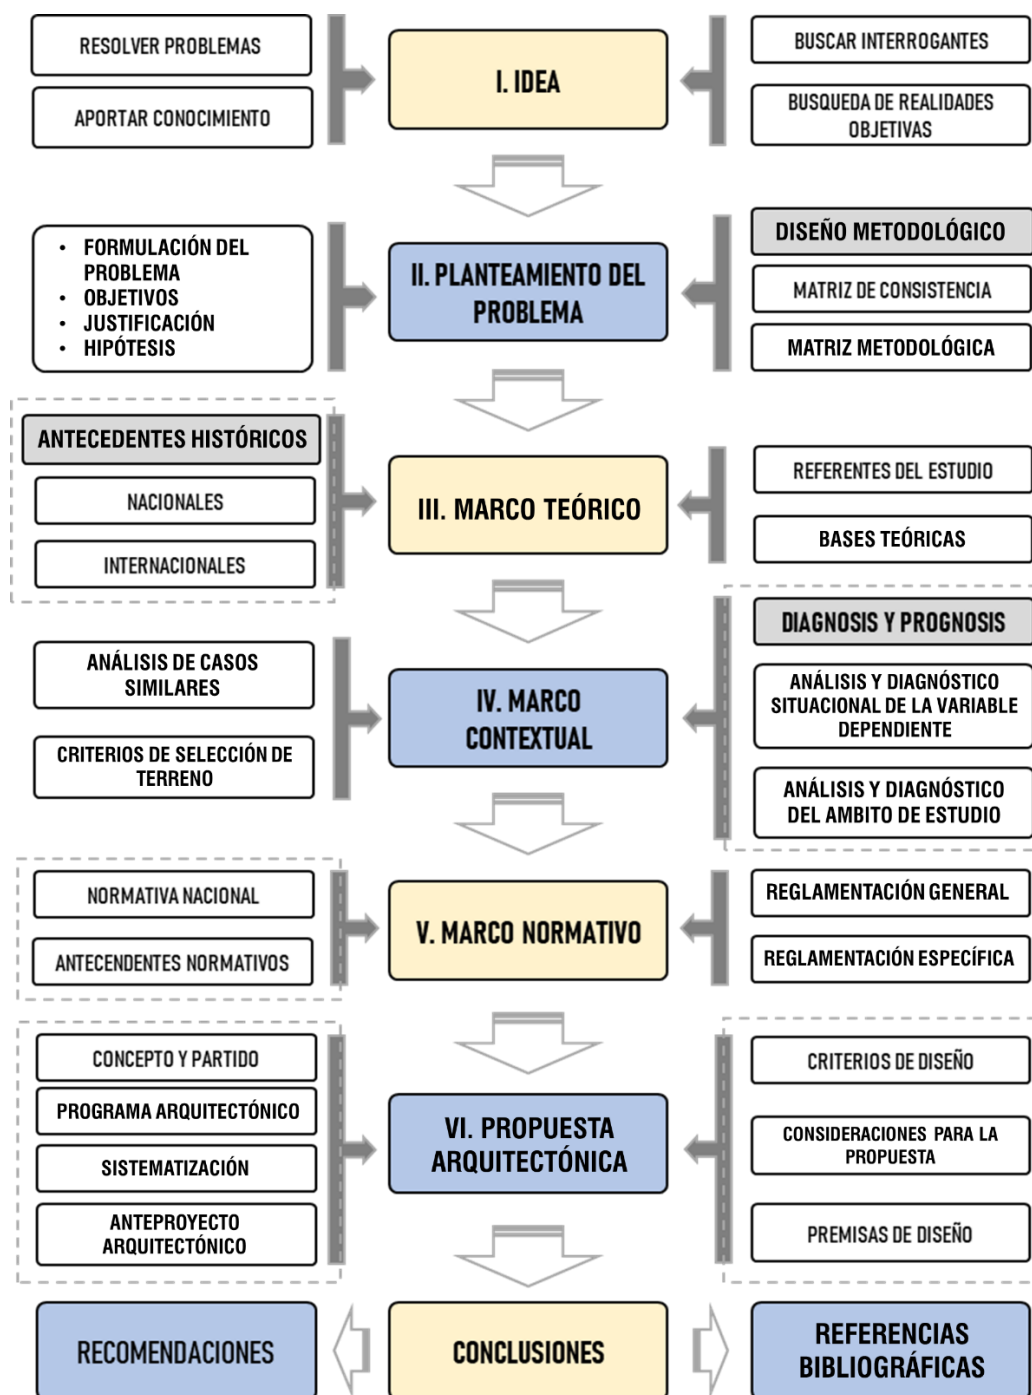 RESOLVER PROBLEMAS
APORTAR CONOCIMIENTO
I. IDEA
BUSCAR INTERROGANTES
BUSQUEDA DE REALIDADES
OBJETIVAS
• FORMULACIÓN DEL
PROBLEMA
• OBJETIVOS
• JUSTIFICACIÓN
• HIPÓTESIS
II. PLANTEAMIENTO DEL
PROBLEMA
DISEÑO METODOLÓGICO
MATRIZ DE CONSISTENCIA
MATRIZ METODOLÓGICA
ANTECEDENTES HISTÓRICOS
NACIONALES
INTERNACIONALES
III. MARCO TEÓRICO
REFERENTES DEL ESTUDIO
BASES TEÓRICAS
ANÁLISIS DE CASOS
SIMILARES
CRITERIOS DE SELECCIÓN DE
TERRENO
IV. MARCO
CONTEXTUAL
DIAGNOSIS Y PROGNOSIS
ANÁLISIS Y DIAGNÓSTICO
SITUACIONAL DE LA VARIABLE
DEPENDIENTE
ANÁLISIS Y DIAGNÓSTICO
DEL AMBITO DE ESTUDIO
NORMATIVA NACIONAL
ANTECENDENTES NORMATIVOS
V. MARCO NORMATIVO
REGLAMENTACIÓN GENERAL
REGLAMENTACIÓN ESPECÍFICA
CONCEPTO Y PARTIDO
PROGRAMA ARQUITECTÓNICO
SISTEMATIZACIÓN
ANTEPROYECTO
ARQUITECTÓNICO
VI. PROPUESTA
ARQUITECTÓNICA
CRITERIOS DE DISEÑO
CONSIDERACIONES PARA LA
PROPUESTA
PREMISAS DE DISEÑO
RECOMENDACIONES
CONCLUSIONES
REFERENCIAS
BIBLIOGRÁFICAS